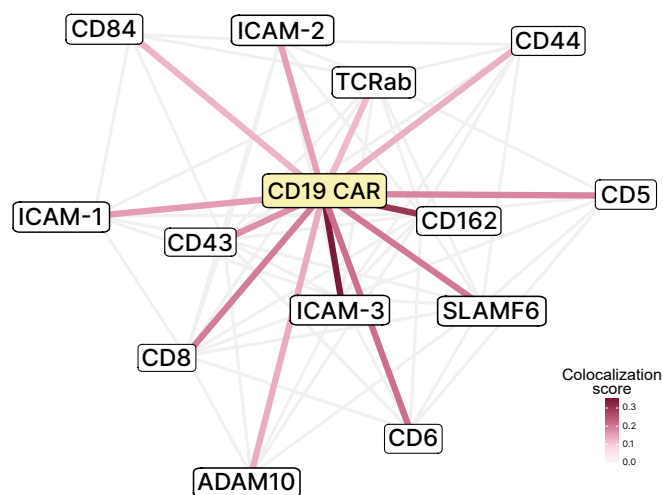 CD84
ICAM-2
CD44
TCRab
CD19 CAR
CD5
ICAM-1
CD162
CD43
ICAM-3
SLAMF6
CD8
CD6
ADAM10
Colocalization
score
0.3
0.2
0.1
0.0